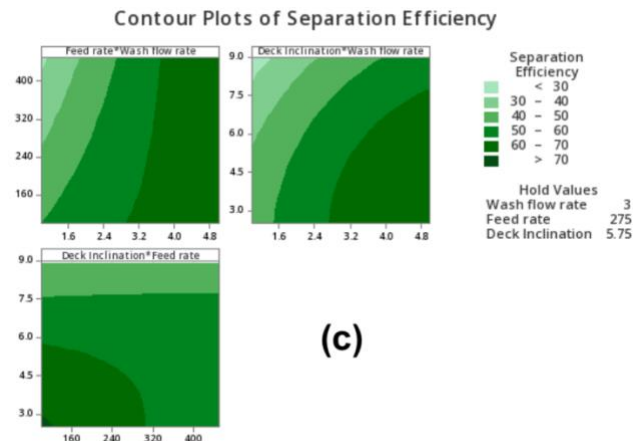 Contour Plots of Separation Efficiency
Feed rate*Wash flow rate
400
320
240
160
1.6 2.4 3.2 4.0 4.8
Deck Inclination*Wash flow rate
9.0
7.5
6.0
4.5
3.0
1.6 2.4 3.2 4.0 4.8
Separation
Efficiency
< 30
30 – 40
40 – 50
50 – 60
60 – 70
> 70
Hold Values
Wash flow rate 3
Feed rate 275
Deck Inclination 5.75
Deck Inclination*Feed rate
9.0
7.5
6.0
4.5
3.0
160 240 320 400
(c)